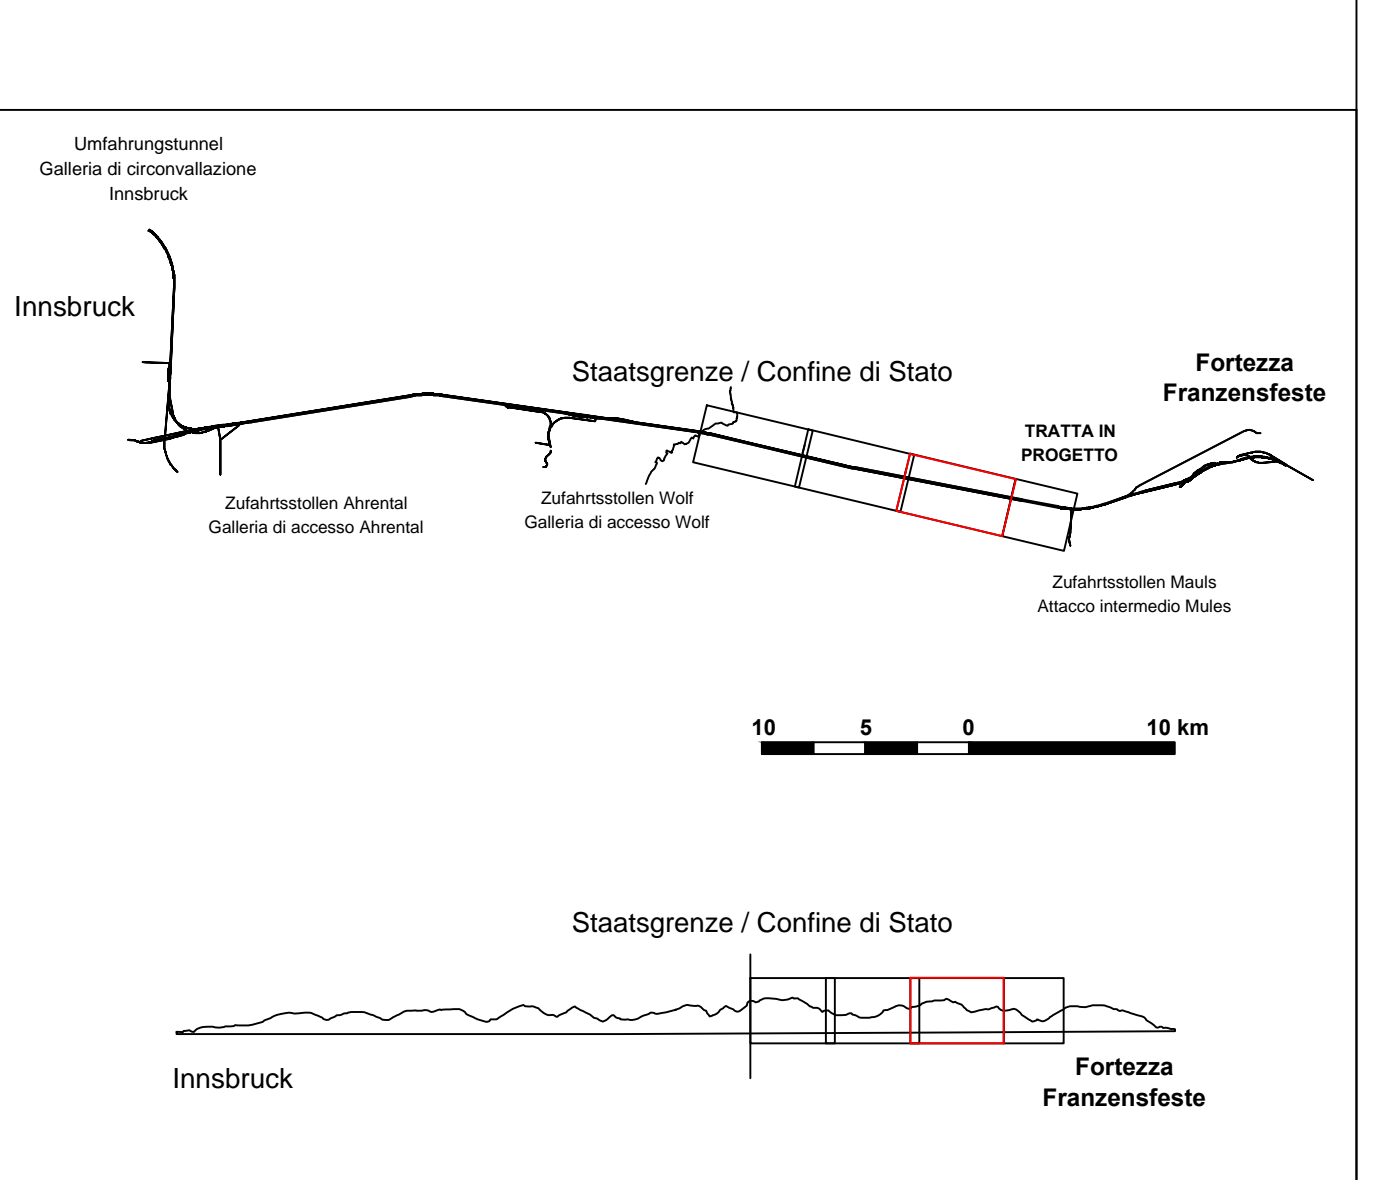 Umfahrungstunnel
Galleria di circonvallazione
Innsbruck
Innsbruck
Staatsgrenze / Confine di Stato
Fortezza
Franzensfeste
TRATTA IN
PROGETTO
Zufahrtsstollen Ahrental
Galleria di accesso Ahrental
Zufahrtsstollen Wolf
Galleria di accesso Wolf
Zufahrtsstollen Mauls
Attacco intermedio Mules
10 5 0 10 km
Staatsgrenze / Confine di Stato
Innsbruck
Fortezza
Franzensfeste